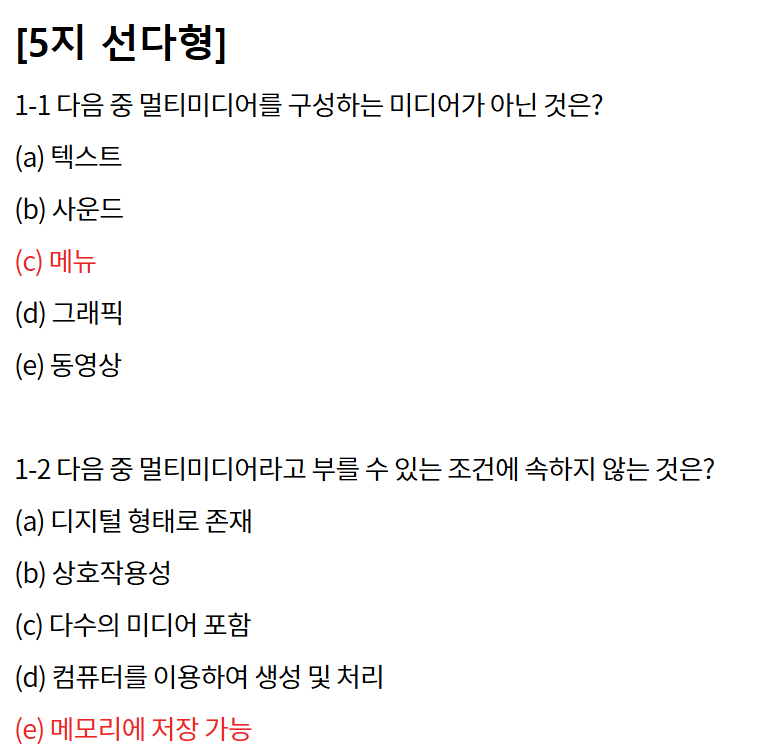 [5지 선다형]
1-1 다음 중 멀티미디어를 구성하는 미디어가 아닌 것은?
(a) 텍스트
(b) 사운드
(c) 메뉴
(d) 그래픽
(e) 동영상
1-2 다음 중 멀티미디어라고 부를 수 있는 조건에 속하지 않는 것은?
(a) 디지털 형태로 존재
(b) 상호작용성
(c) 다수의 미디어 포함
(d) 컴퓨터를 이용하여 생성 및 처리
(e) 메모리에 저장 가능